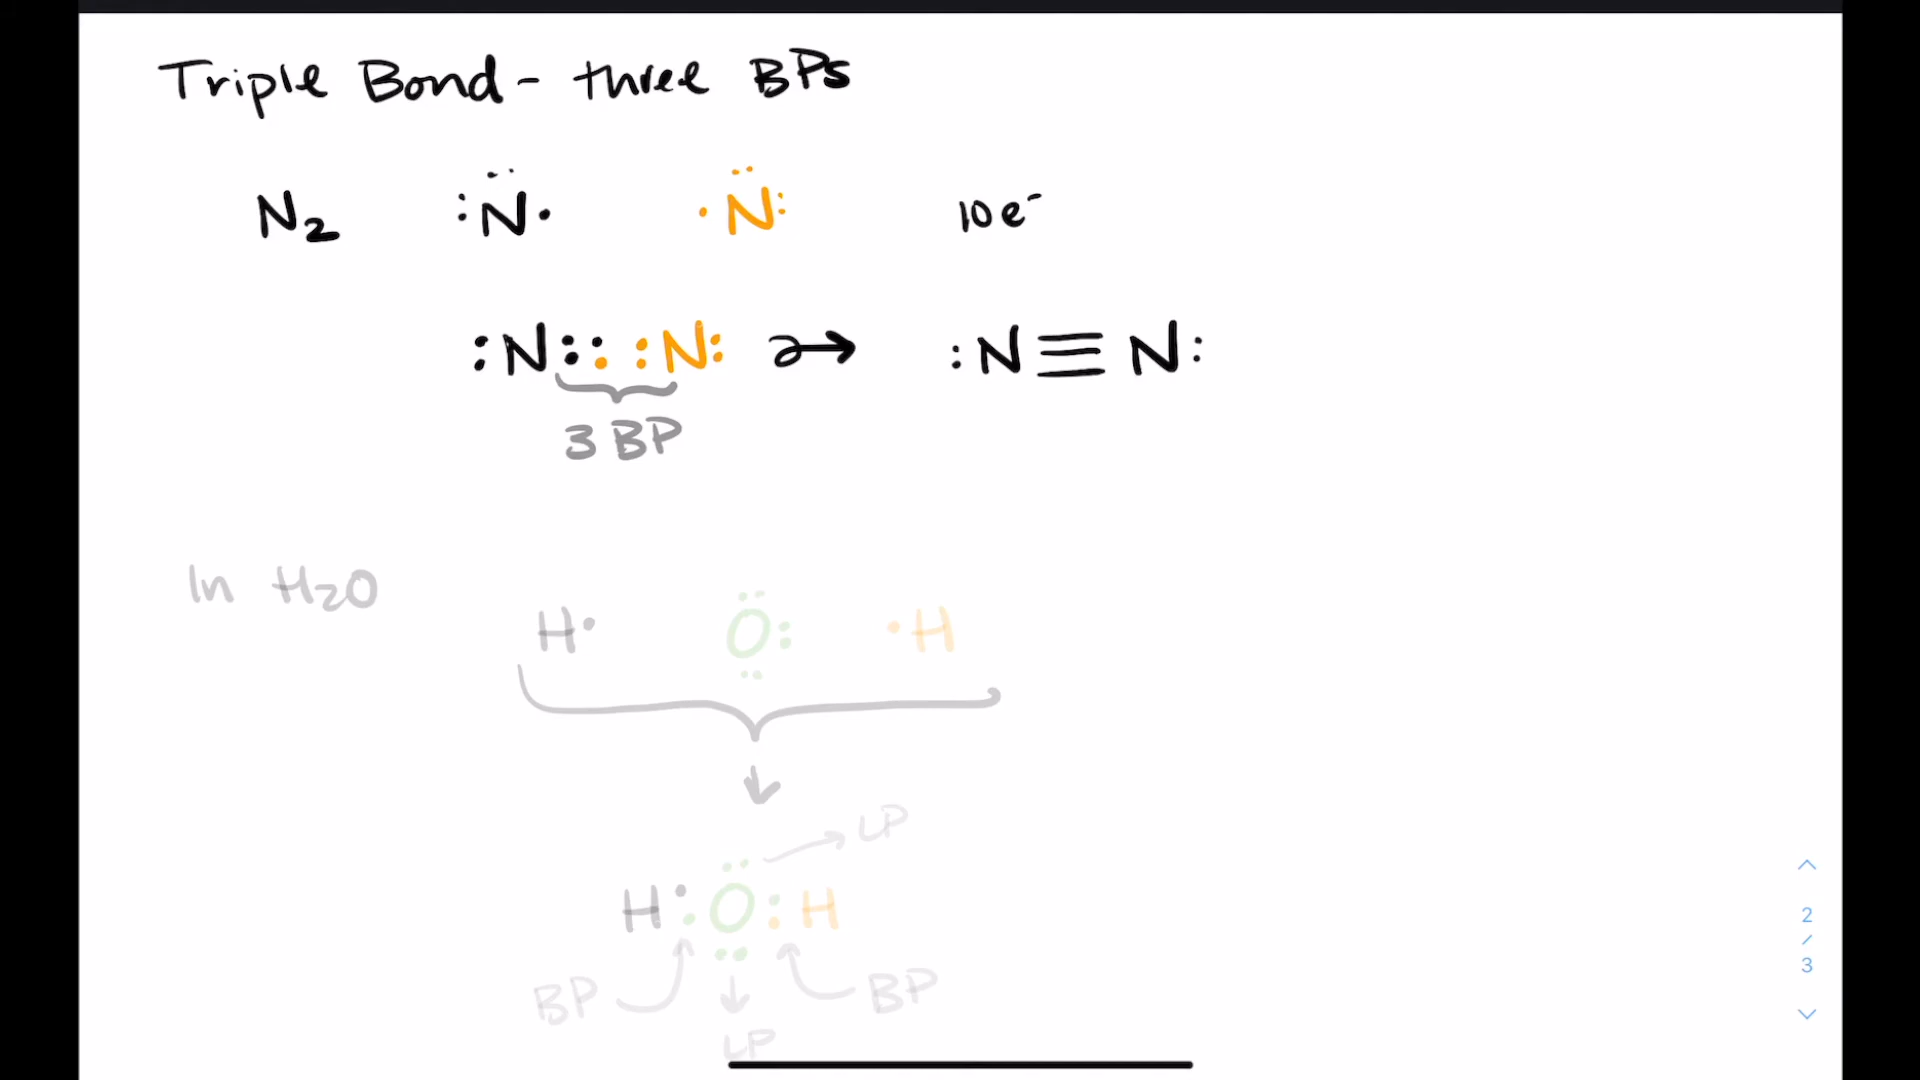 Triple Bond - three BPs
N₂ :N̈· ·N̈: 10e⁻
:N:· ·:N: → :N≡N:
3 BP
In H₂O
H· :Ö: ·H
LP
H:Ö:H
BP BP
LP
2
/
3